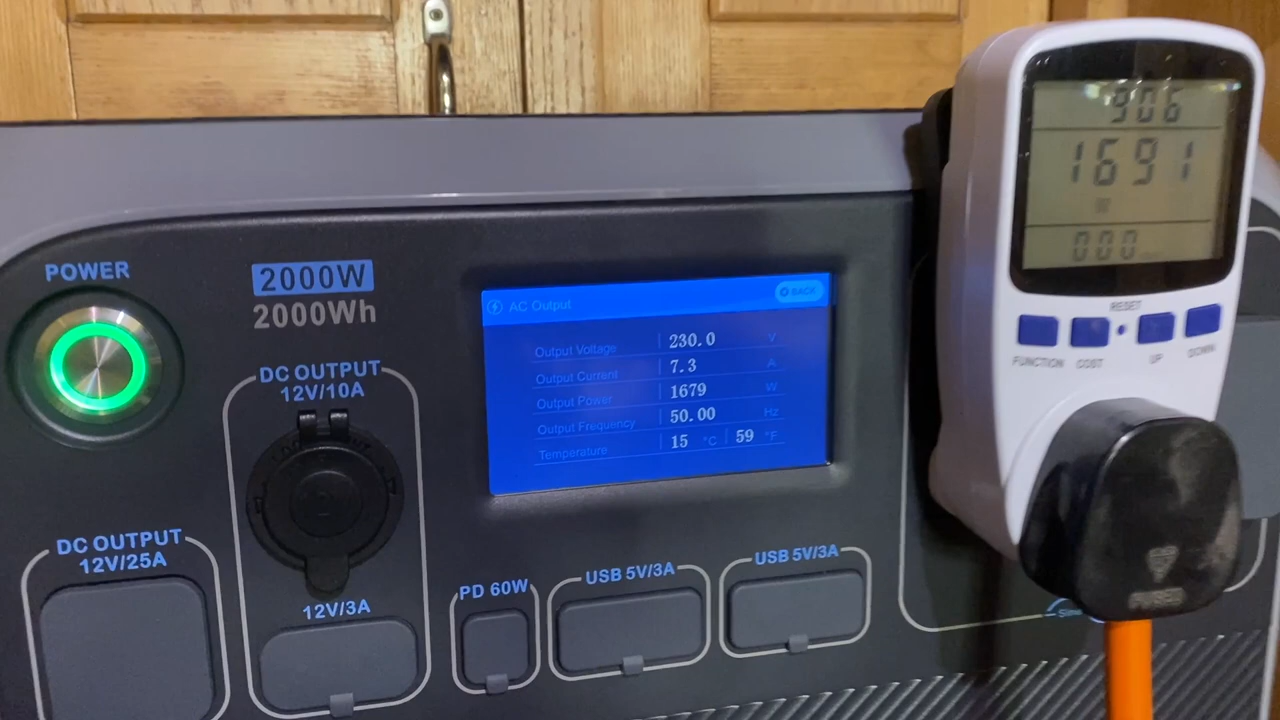 POWER
2000W
2000Wh
DC OUTPUT
12V/10A
DC OUTPUT
12V/25A
12V/3A
AC Output
BACK
Output Voltage 230.0 V
Output Current 7.3 A
Output Power 1679 W
Output Frequency 50.00 Hz
Temperature 15 °C 59 °F
PD 60W
USB 5V/3A
USB 5V/3A
906
1691
W
000
RESET
FUNCTION COST UP DOWN
FUSED